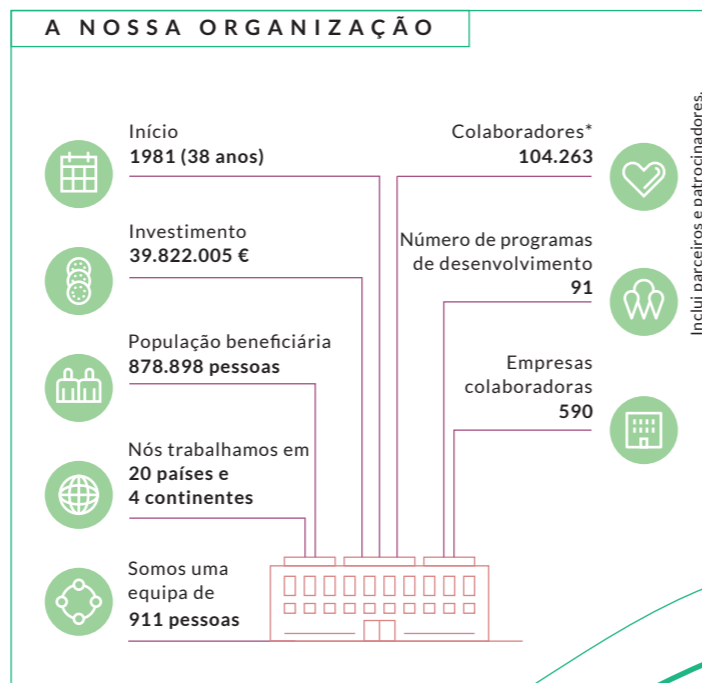 A NOSSA ORGANIZAÇÃO
Início
1981 (38 anos)
Investimento
39.822.005 €
População beneficiária
878.898 pessoas
Nós trabalhamos em
20 países e
4 continentes
Somos uma
equipa de
911 pessoas
Colaboradores*
104.263
Número de programas
de desenvolvimento
91
Empresas
colaboradoras
590
Inclui parceiros e patrocinadores.